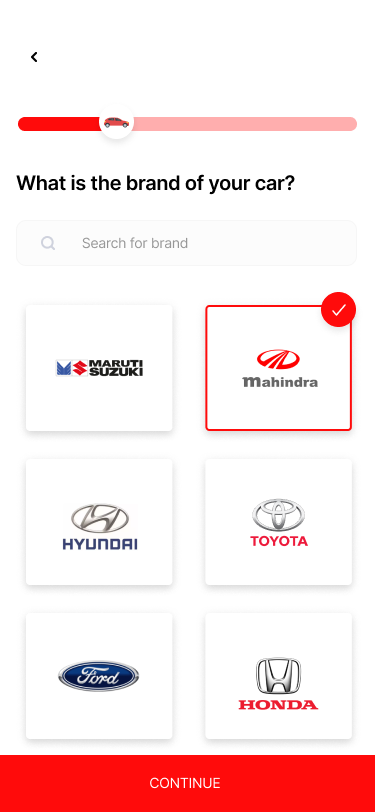 What is the brand of your car?
Search for brand
MARUTI
SUZUKI
mahindra
HYUNDAI
TOYOTA
Ford
HONDA
CONTINUE